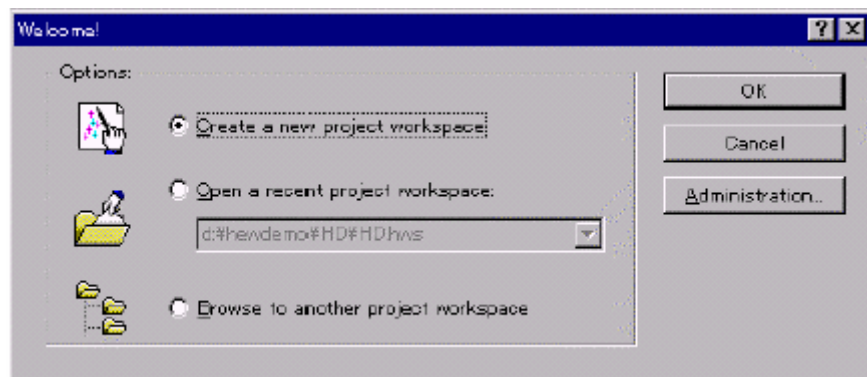 Welcome!
Options:
Create a new project workspace
Open a recent project workspace:
d:¥hewdemo¥HD¥HD.hws
Browse to another project workspace
OK
Cancel
Administration...